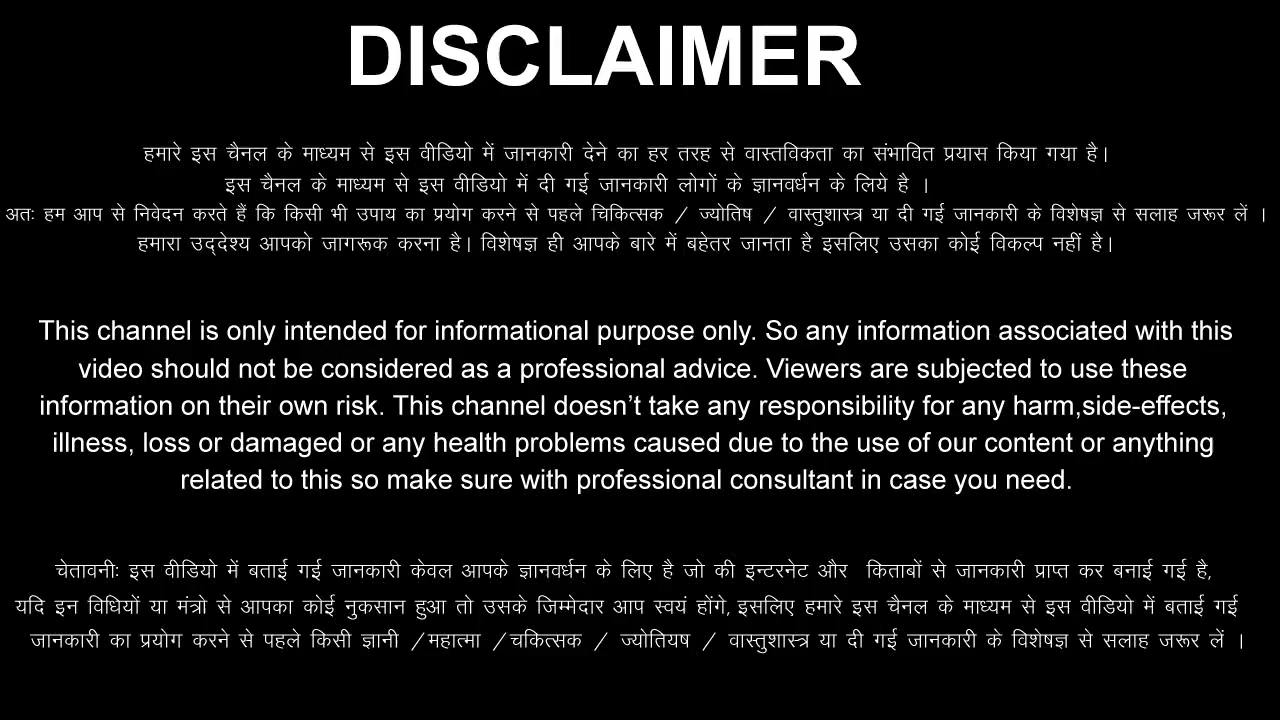 DISCLAIMER
हमारे इस चैनल के माध्यम से इस वीडियो में जानकारी देने का हर तरह से वास्तविकता का संभावित प्रयास किया गया है।
इस चैनल के माध्यम से इस वीडियो में दी गई जानकारी लोगों के ज्ञानवर्धन के लिये है ।
अतः हम आप से निवेदन करते हैं कि किसी भी उपाय का प्रयोग करने से पहले चिकित्सक / ज्योतिष / वास्तुशास्त्र या दी गई जानकारी के विशेषज्ञ से सलाह जरूर लें ।
हमारा उद्देश्य आपको जागरूक करना है। विशेषज्ञ ही आपके बारे में बहेतर जानता है इसलिए उसका कोई विकल्प नहीं है।
This channel is only intended for informational purpose only. So any information associated with this
video should not be considered as a professional advice. Viewers are subjected to use these
information on their own risk. This channel doesn’t take any responsibility for any harm,side-effects,
illness, loss or damaged or any health problems caused due to the use of our content or anything
related to this so make sure with professional consultant in case you need.
चेतावनीः इस वीडियो में बताई गई जानकारी केवल आपके ज्ञानवर्धन के लिए है जो की इन्टरनेट और किताबों से जानकारी प्राप्त कर बनाई गई है,
यदि इन विधियों या मंत्रो से आपका कोई नुकसान हुआ तो उसके जिम्मेदार आप स्वयं होंगे, इसलिए हमारे इस चैनल के माध्यम से इस वीडियो में बताई गई
जानकारी का प्रयोग करने से पहले किसी ज्ञानी /महात्मा /चकित्सक / ज्योतियष / वास्तुशास्त्र या दी गई जानकारी के विशेषज्ञ से सलाह जरूर लें ।